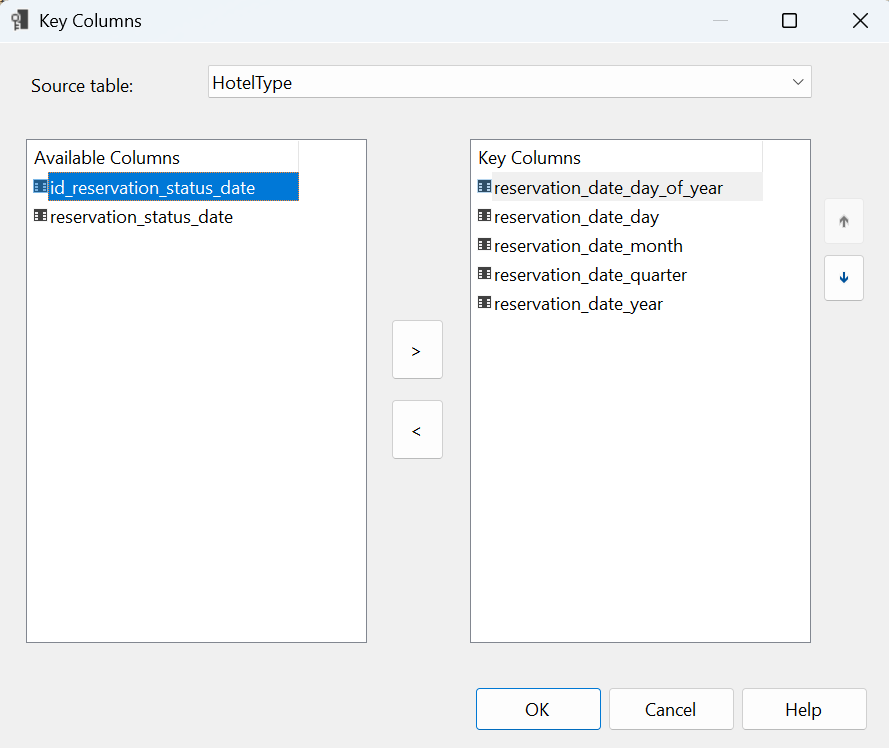 Key Columns
Source table:
HotelType
Available Columns
id_reservation_status_date
reservation_status_date
>
<
Key Columns
reservation_date_day_of_year
reservation_date_day
reservation_date_month
reservation_date_quarter
reservation_date_year
OK
Cancel
Help